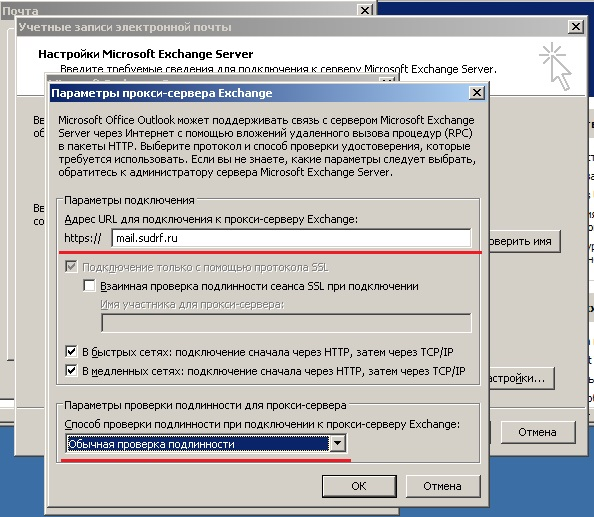 Почта
Учетные записи электронной почты
Настройки Microsoft Exchange Server
Введите требуемые сведения для подключения к серверу Microsoft Exchange Server.
Параметры прокси-сервера Exchange
Microsoft Office Outlook может поддерживать связь с сервером Microsoft Exchange
Server через Интернет с помощью вложений удаленного вызова процедур (RPC)
в пакеты HTTP. Выберите протокол и способ проверки удостоверения, которые
требуется использовать. Если вы не знаете, какие параметры следует выбрать,
обратитесь к администратору сервера Microsoft Exchange Server.
Параметры подключения
Адрес URL для подключения к прокси-серверу Exchange:
https:// mail.sudrf.ru
оверить имя
Подключение только с помощью протокола SSL
Взаимная проверка подлинности сеанса SSL при подключении
Имя участника для прокси-сервера:
В быстрых сетях: подключение сначала через HTTP, затем через TCP/IP
В медленных сетях: подключение сначала через HTTP, затем через TCP/IP
астройки...
Параметры проверки подлинности для прокси-сервера
Способ проверки подлинности при подключении к прокси-серверу Exchange:
Обычная проверка подлинности
Отмена
ОК
Отмена